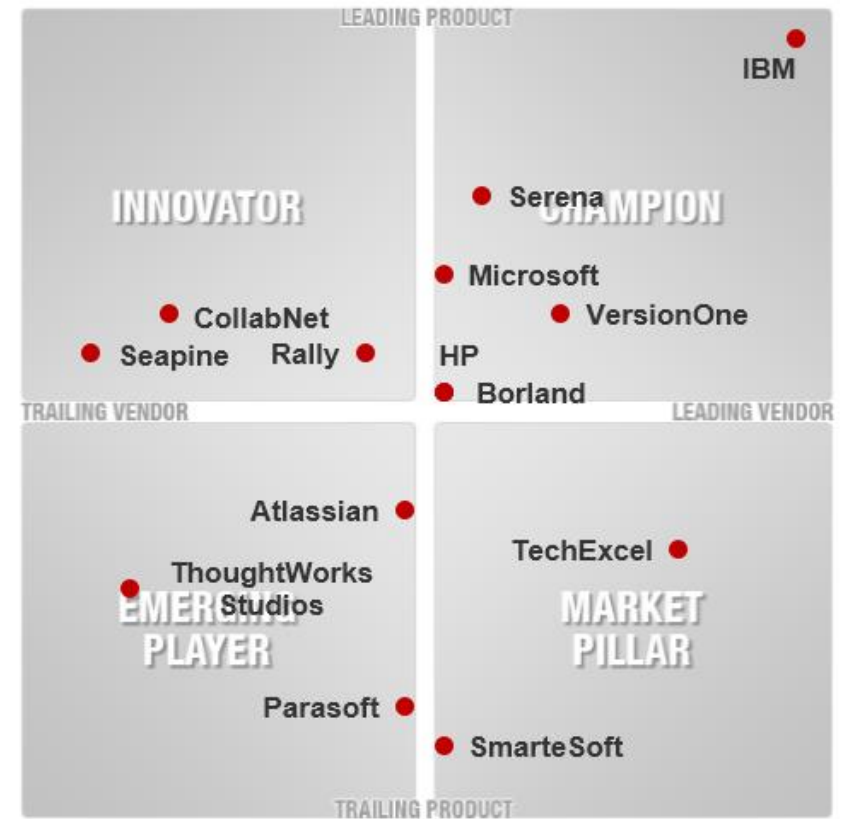 LEADING PRODUCT
IBM
INNOVATOR
Serena
CHAMPION
Microsoft
CollabNet
VersionOne
Seapine
Rally
HP
Borland
TRAILING VENDOR
LEADING VENDOR
Atlassian
TechExcel
ThoughtWorks
Studios
EMERGING
PLAYER
MARKET
PILLAR
Parasoft
SmarteSoft
TRAILING PRODUCT